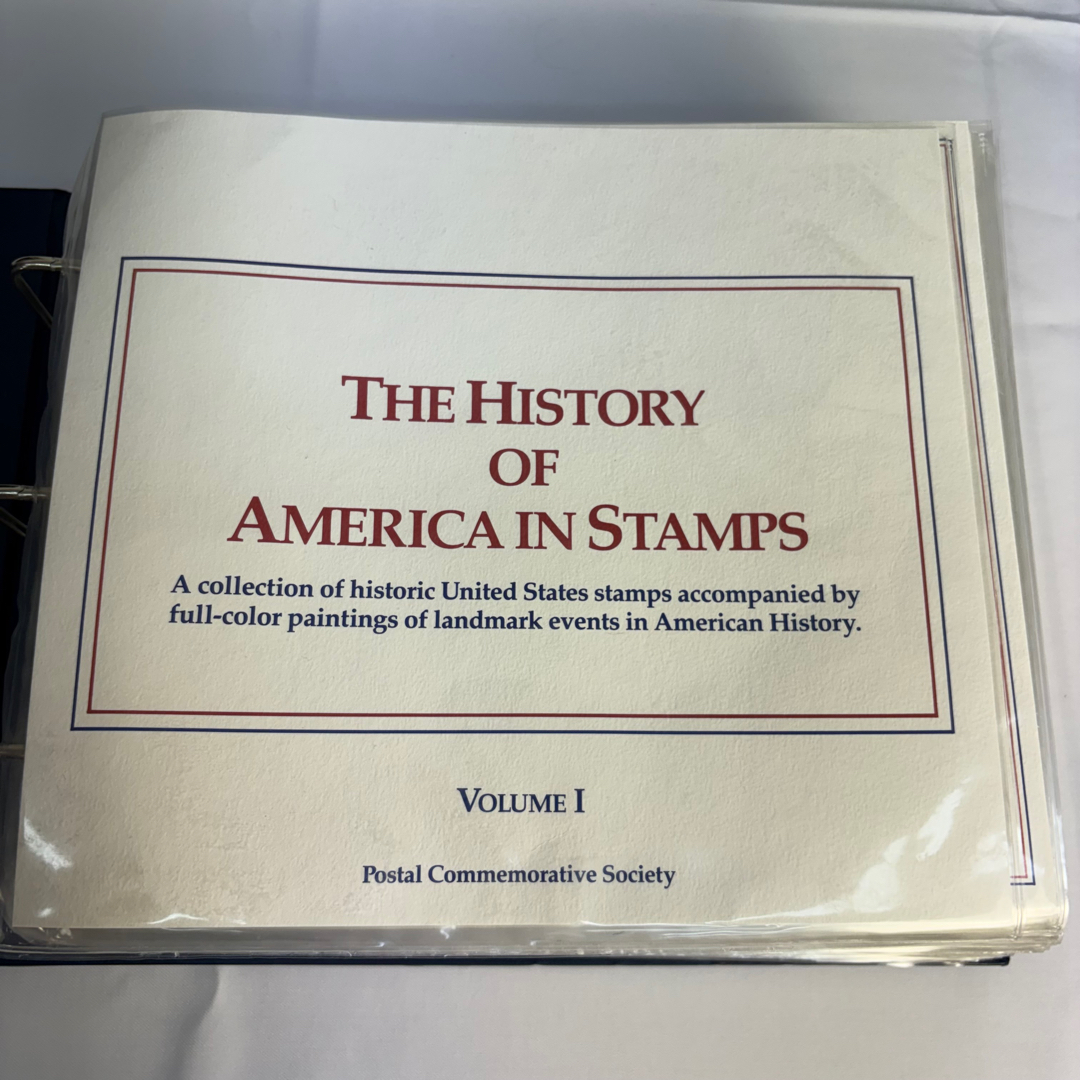 THE HISTORY
OF
AMERICA IN STAMPS
A collection of historic United States stamps accompanied by
full-color paintings of landmark events in American History.
VOLUME I
Postal Commemorative Society